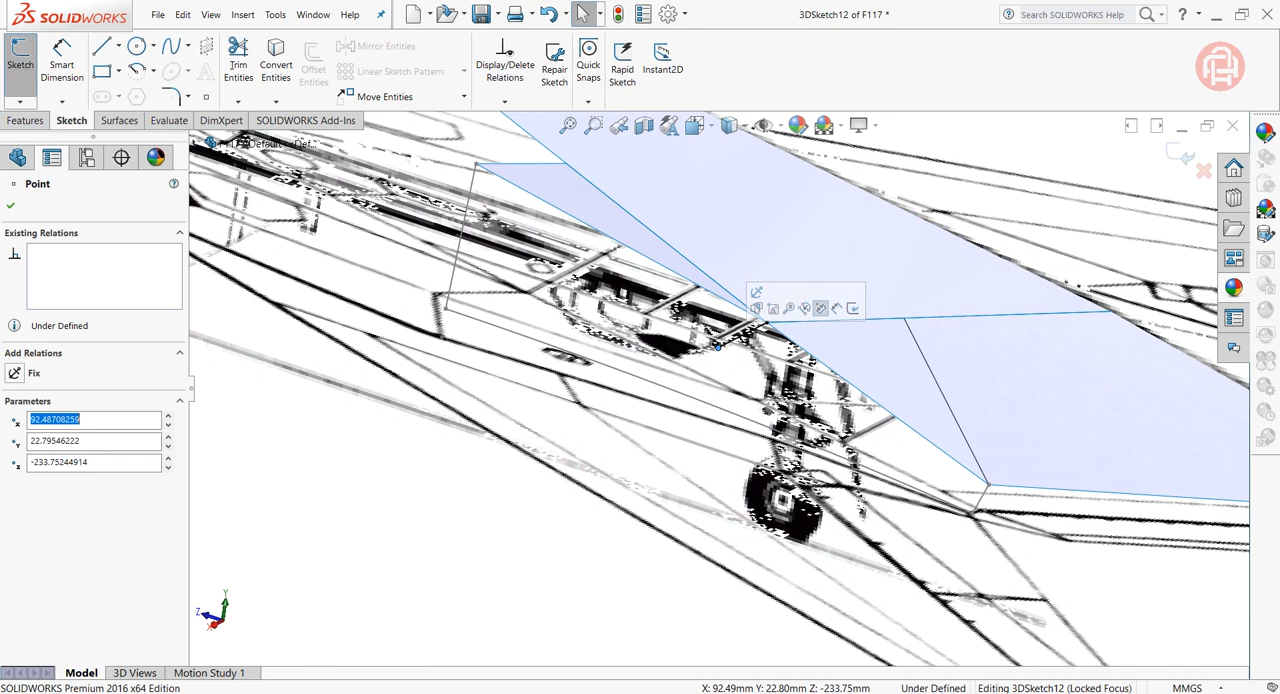 SOLIDWORKS
File Edit View Insert Tools Window Help
3DSketch12 of F117 *
Search SOLIDWORKS Help
Sketch
Smart Dimension
Trim Entities
Convert Entities
Offset Entities
Mirror Entities
Linear Sketch Pattern
Move Entities
Display/Delete Relations
Repair Sketch
Quick Snaps
Rapid Sketch
Instant2D
Features Sketch Surfaces Evaluate DimXpert SOLIDWORKS Add-Ins
Point
Existing Relations
Under Defined
Add Relations
Fix
Parameters
92.48708259
22.79546222
-233.75244914
Y
Z
X
Model 3D Views Motion Study 1
SOLIDWORKS Premium 2016 x64 Edition
X: 92.49mm Y: 22.80mm Z: -233.75mm
Under Defined
Editing 3DSketch12 (Locked Focus)
MMGS